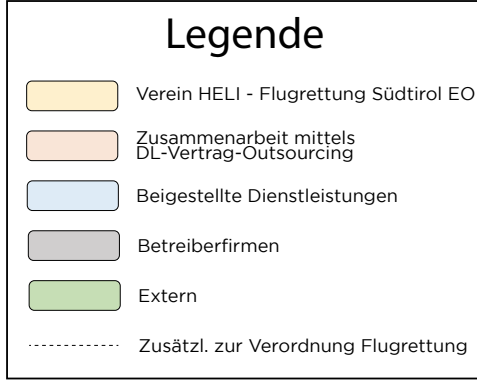 Legende
Verein HELI - Flugrettung Südtirol EO
Zusammenarbeit mittels
DL-Vertrag-Outsourcing
Beigestellte Dienstleistungen
Betreiberfirmen
Extern
Zusätzl. zur Verordnung Flugrettung